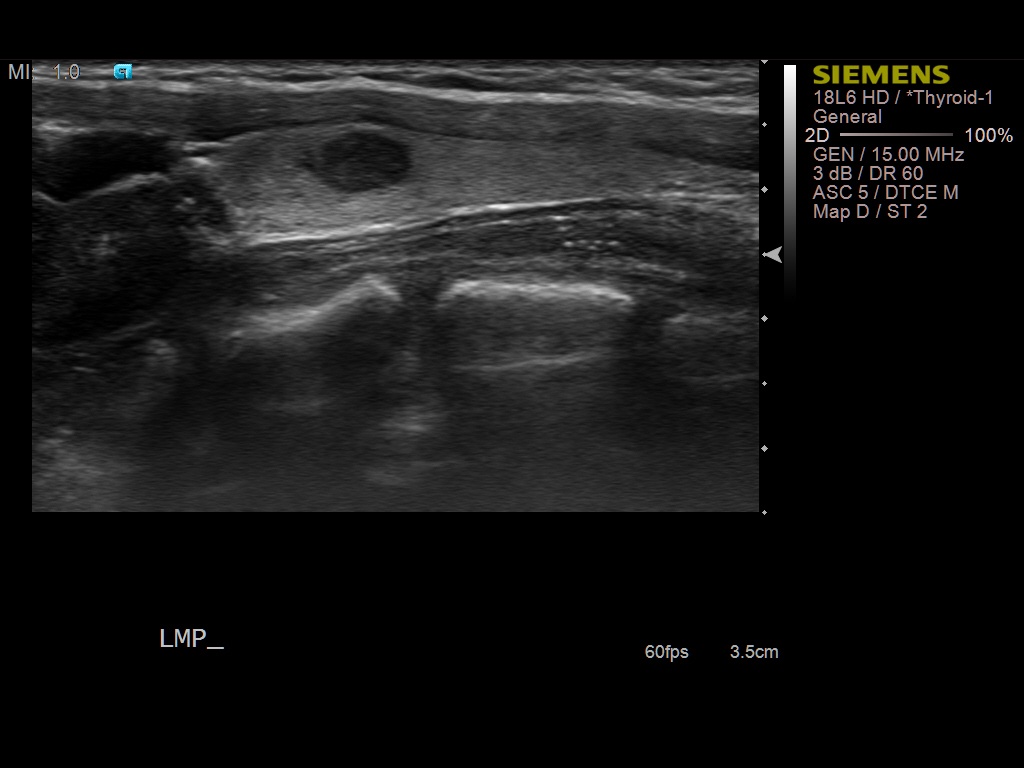 MI: 1.0
SIEMENS
18L6 HD / *Thyroid-1
General
2D 100%
GEN / 15.00 MHz
3 dB / DR 60
ASC 5 / DTCE M
Map D / ST 2
LMP_
60fps 3.5cm